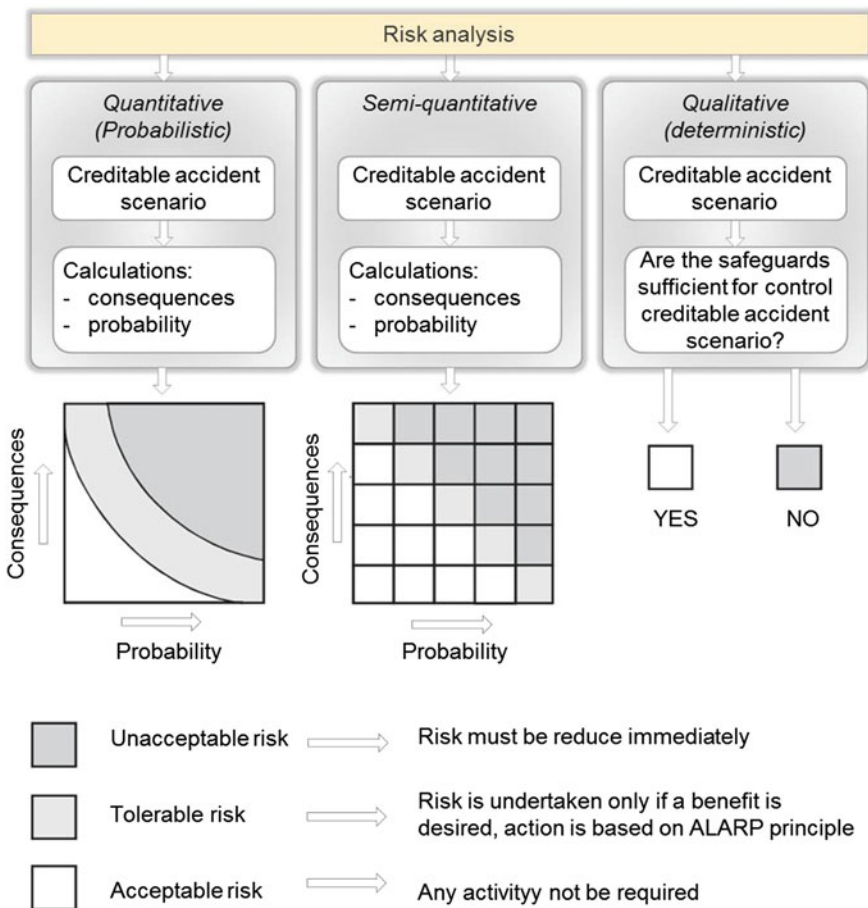 Risk analysis
Quantitative
(Probabilistic)
Creditable accident
scenario
Calculations:
- consequences
- probability
Semi-quantitative
Creditable accident
scenario
Calculations:
- consequences
- probability
Qualitative
(deterministic)
Creditable accident
scenario
Are the safeguards
sufficient for control
creditable accident
scenario?
Consequences
Probability
Consequences
Probability
YES
NO
Unacceptable risk
Risk must be reduce immediately
Tolerable risk
Risk is undertaken only if a benefit is
desired, action is based on ALARP principle
Acceptable risk
Any activityy not be required